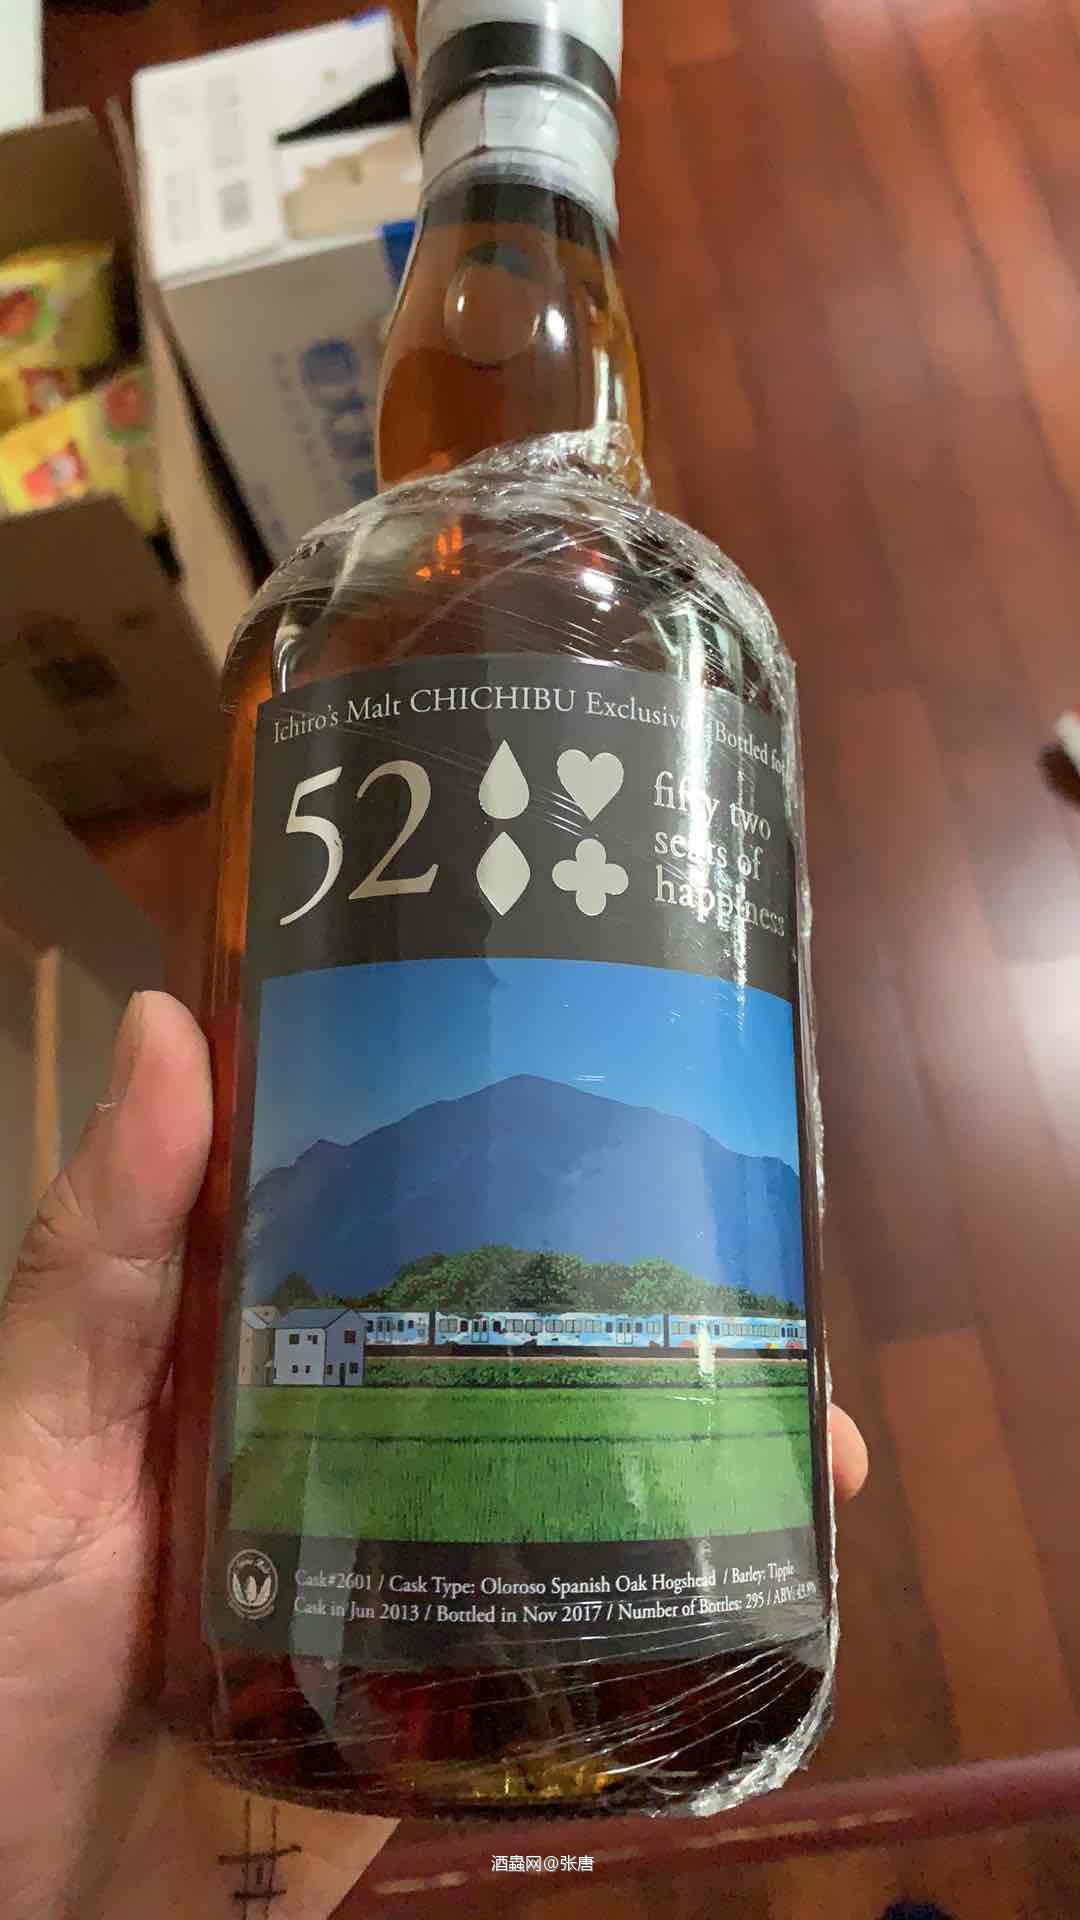 Ichiro's Malt CHICHIBU Exclusively Bottled for
52
fifty two
seats of
happiness
Cask#2601 / Cask Type: Oloroso Spanish Oak Hogshead / Barley: Tipple
Cask in Jun 2013 / Bottled in Nov 2017 / Number of Bottles: 295 / ABV:
酒蟲网@张唐